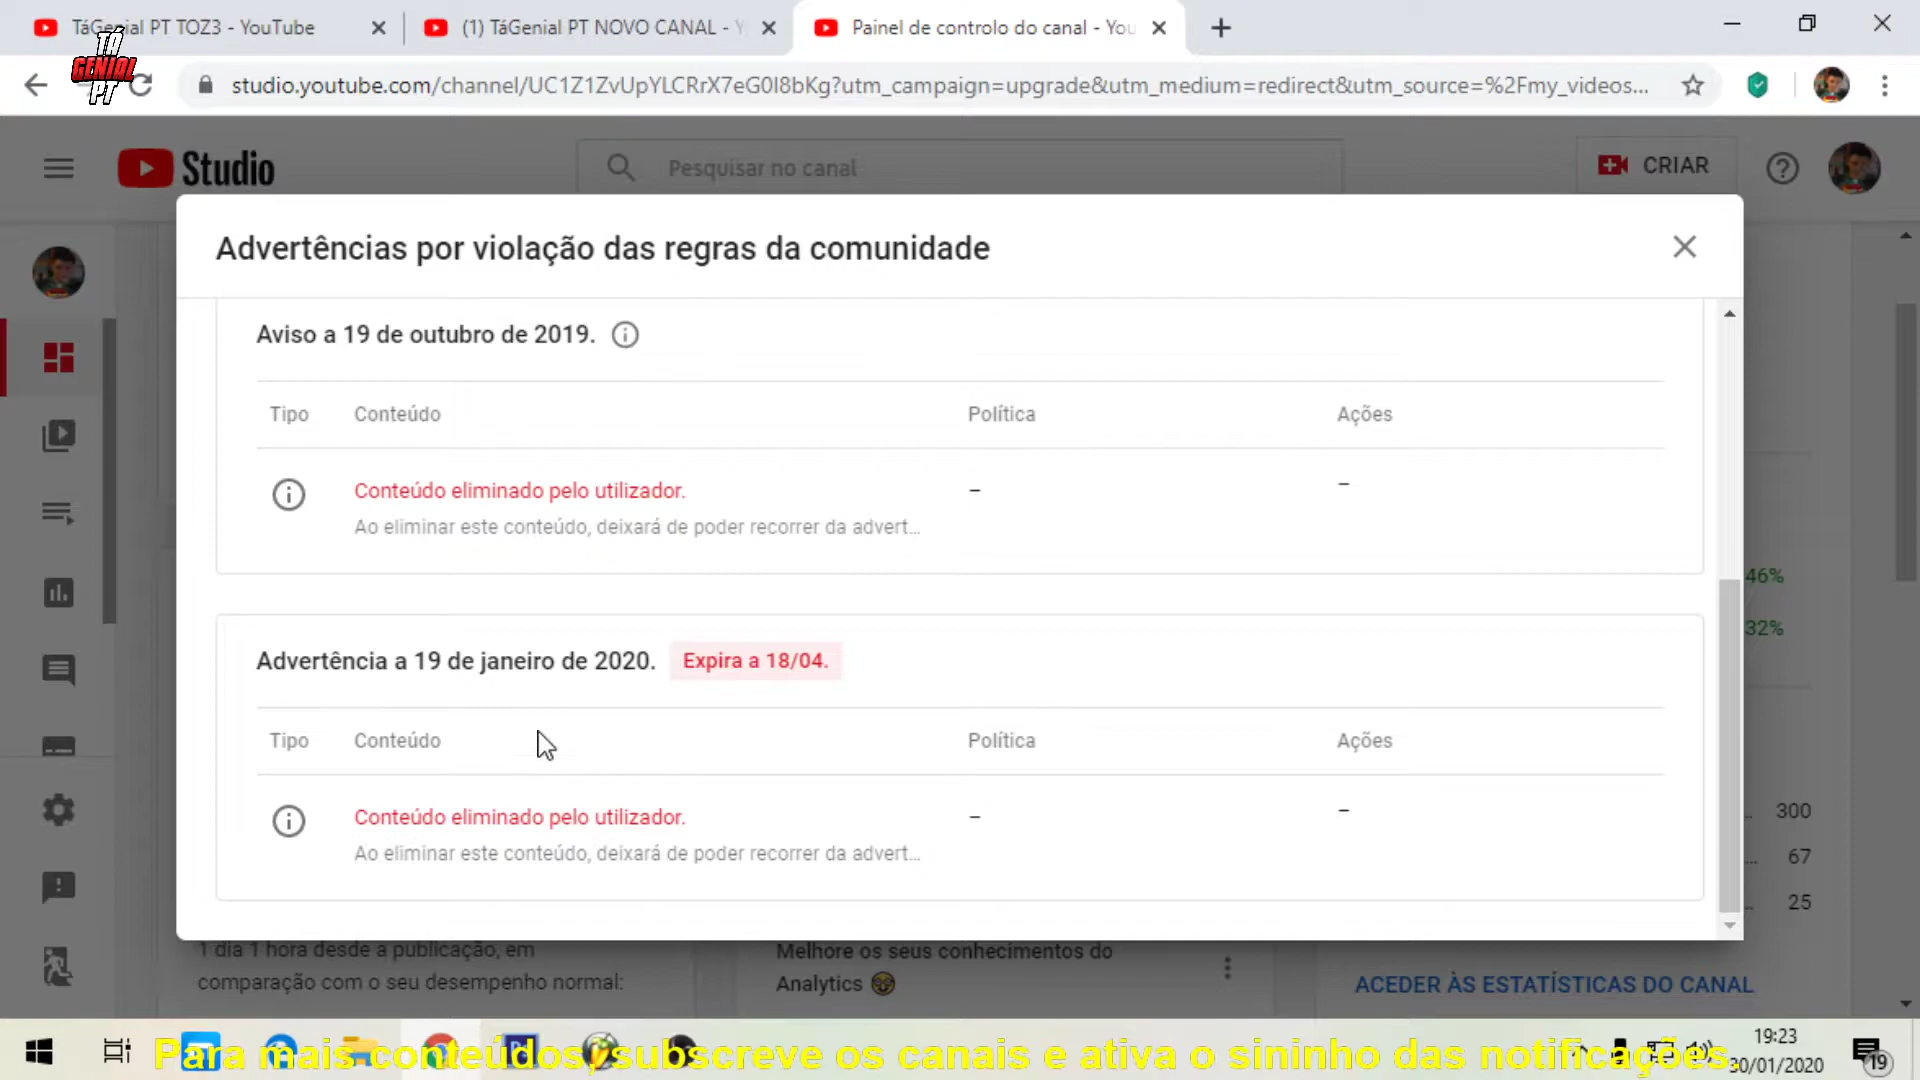 TáGenial PT TOZ3 - YouTube
(1) TáGenial PT NOVO CANAL - Y
Painel de controlo do canal - You
TÁ
GENIAL
PT
studio.youtube.com/channel/UC1Z1ZvUpYLCRrX7eG0I8bKg?utm_campaign=upgrade&utm_medium=redirect&utm_source=%2Fmy_videos...
Studio
Pesquisar no canal
CRIAR
Advertências por violação das regras da comunidade
Aviso a 19 de outubro de 2019.
Tipo Conteúdo Política Ações
Conteúdo eliminado pelo utilizador. – –
Ao eliminar este conteúdo, deixará de poder recorrer da advert...
46%
32%
Advertência a 19 de janeiro de 2020. Expira a 18/04.
Tipo Conteúdo Política Ações
Conteúdo eliminado pelo utilizador. – –
Ao eliminar este conteúdo, deixará de poder recorrer da advert...
300
67
25
1 dia 1 hora desde a publicação, em
comparação com o seu desempenho normal:
Melhore os seus conhecimentos do
Analytics 🤓
ACEDER ÀS ESTATÍSTICAS DO CANAL
Para mais conteúdos, subscreve os canais e ativa o sininho das notificações.
19:23
30/01/2020
19